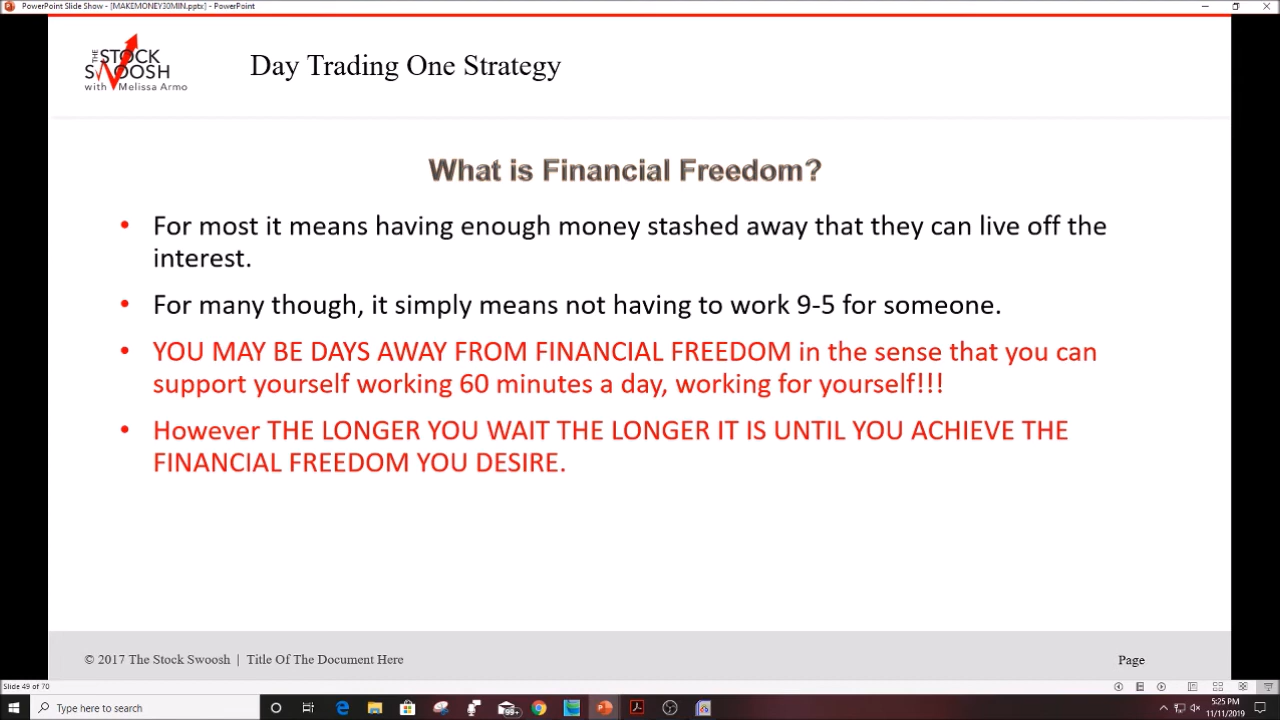 PowerPoint Slide Show - [MAKEMONEY30MIN.pptx] - PowerPoint
THE STOCK
SWOOSH
with Melissa Armo
Day Trading One Strategy
What is Financial Freedom?
• For most it means having enough money stashed away that they can live off the
interest.
• For many though, it simply means not having to work 9-5 for someone.
• YOU MAY BE DAYS AWAY FROM FINANCIAL FREEDOM in the sense that you can
support yourself working 60 minutes a day, working for yourself!!!
• However THE LONGER YOU WAIT THE LONGER IT IS UNTIL YOU ACHIEVE THE
FINANCIAL FREEDOM YOU DESIRE.
© 2017 The Stock Swoosh | Title Of The Document Here
Page
Slide 49 of 70
Type here to search
99+
5:25 PM
11/11/2019